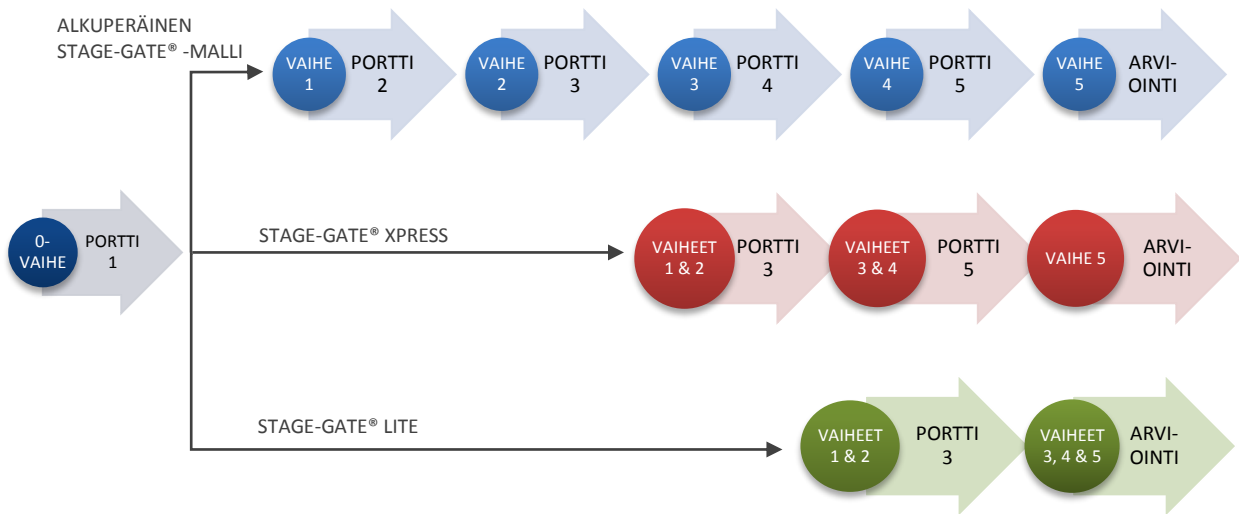 ALKUPERÄINEN
STAGE-GATE® -MALLI
VAIHE
1
PORTTI
2
VAIHE
2
PORTTI
3
VAIHE
3
PORTTI
4
VAIHE
4
PORTTI
5
VAIHE
5
ARVI-
OINTI
0-
VAIHE
PORTTI
1
STAGE-GATE® XPRESS
VAIHEET
1 & 2
PORTTI
3
VAIHEET
3 & 4
PORTTI
5
VAIHE 5
ARVI-
OINTI
STAGE-GATE® LITE
VAIHEET
1 & 2
PORTTI
3
VAIHEET
3, 4 & 5
ARVI-
OINTI